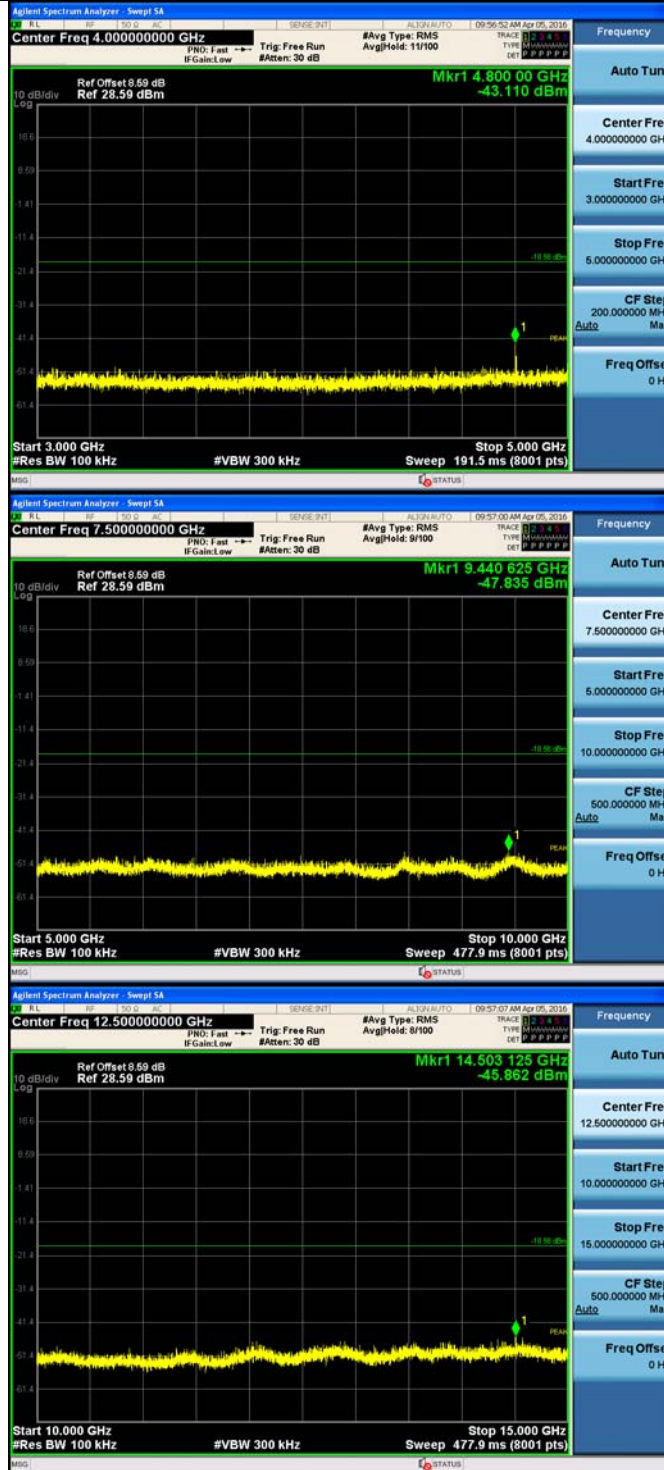 Agilent Spectrum Analyzer - Swept SA
RL RF 50 Ω AC SENSE:INT ALIGN AUTO 09:56:52 AM Apr 05, 2016
Center Freq 4.000000000 GHz
PNO: Fast
IFGain:Low
Trig: Free Run
#Atten: 30 dB
#Avg Type: RMS
Avg|Hold: 11/100
TRACE 1 2 3 4 5 6
TYPE
DET P P P P P P
Mkr1 4.800 00 GHz
-43.110 dBm
Ref Offset 8.59 dB
10 dB/div Ref 28.59 dBm
Log
18.6
8.59
-1.41
-11.4
-18.58 dBm
-21.4
-31.4
-41.4
1
PEAK
-51.4
-61.4
Start 3.000 GHz Stop 5.000 GHz
#Res BW 100 kHz #VBW 300 kHz Sweep 191.5 ms (8001 pts)
MSG STATUS
Frequency
Auto Tun
Center Fre
4.000000000 GH
Start Fre
3.000000000 GH
Stop Fre
5.000000000 GH
CF Ste
200.000000 MH
Auto Ma
Freq Offse
0 H
Agilent Spectrum Analyzer - Swept SA
RL RF 50 Ω AC SENSE:INT ALIGN AUTO 09:57:00 AM Apr 05, 2016
Center Freq 7.500000000 GHz
PNO: Fast
IFGain:Low
Trig: Free Run
#Atten: 30 dB
#Avg Type: RMS
Avg|Hold: 9/100
TRACE 1 2 3 4 5 6
TYPE
DET P P P P P P
Mkr1 9.440 625 GHz
-47.835 dBm
Ref Offset 8.59 dB
10 dB/div Ref 28.59 dBm
Log
18.6
8.59
-1.41
-11.4
-18.58 dBm
-21.4
-31.4
-41.4
1
PEAK
-51.4
-61.4
Start 5.000 GHz Stop 10.000 GHz
#Res BW 100 kHz #VBW 300 kHz Sweep 477.9 ms (8001 pts)
MSG STATUS
Frequency
Auto Tun
Center Fre
7.500000000 GH
Start Fre
5.000000000 GH
Stop Fre
10.000000000 GH
CF Ste
500.000000 MH
Auto Ma
Freq Offse
0 H
Agilent Spectrum Analyzer - Swept SA
RL RF 50 Ω AC SENSE:INT ALIGN AUTO 09:57:07 AM Apr 05, 2016
Center Freq 12.500000000 GHz
PNO: Fast
IFGain:Low
Trig: Free Run
#Atten: 30 dB
#Avg Type: RMS
Avg|Hold: 8/100
TRACE 1 2 3 4 5 6
TYPE
DET P P P P P P
Mkr1 14.503 125 GHz
-45.862 dBm
Ref Offset 8.59 dB
10 dB/div Ref 28.59 dBm
Log
18.6
8.59
-1.41
-11.4
-18.58 dBm
-21.4
-31.4
-41.4
1
PEAK
-51.4
-61.4
Start 10.000 GHz Stop 15.000 GHz
#Res BW 100 kHz #VBW 300 kHz Sweep 477.9 ms (8001 pts)
MSG STATUS
Frequency
Auto Tun
Center Fre
12.500000000 GH
Start Fre
10.000000000 GH
Stop Fre
15.000000000 GH
CF Ste
500.000000 MH
Auto Ma
Freq Offse
0 H